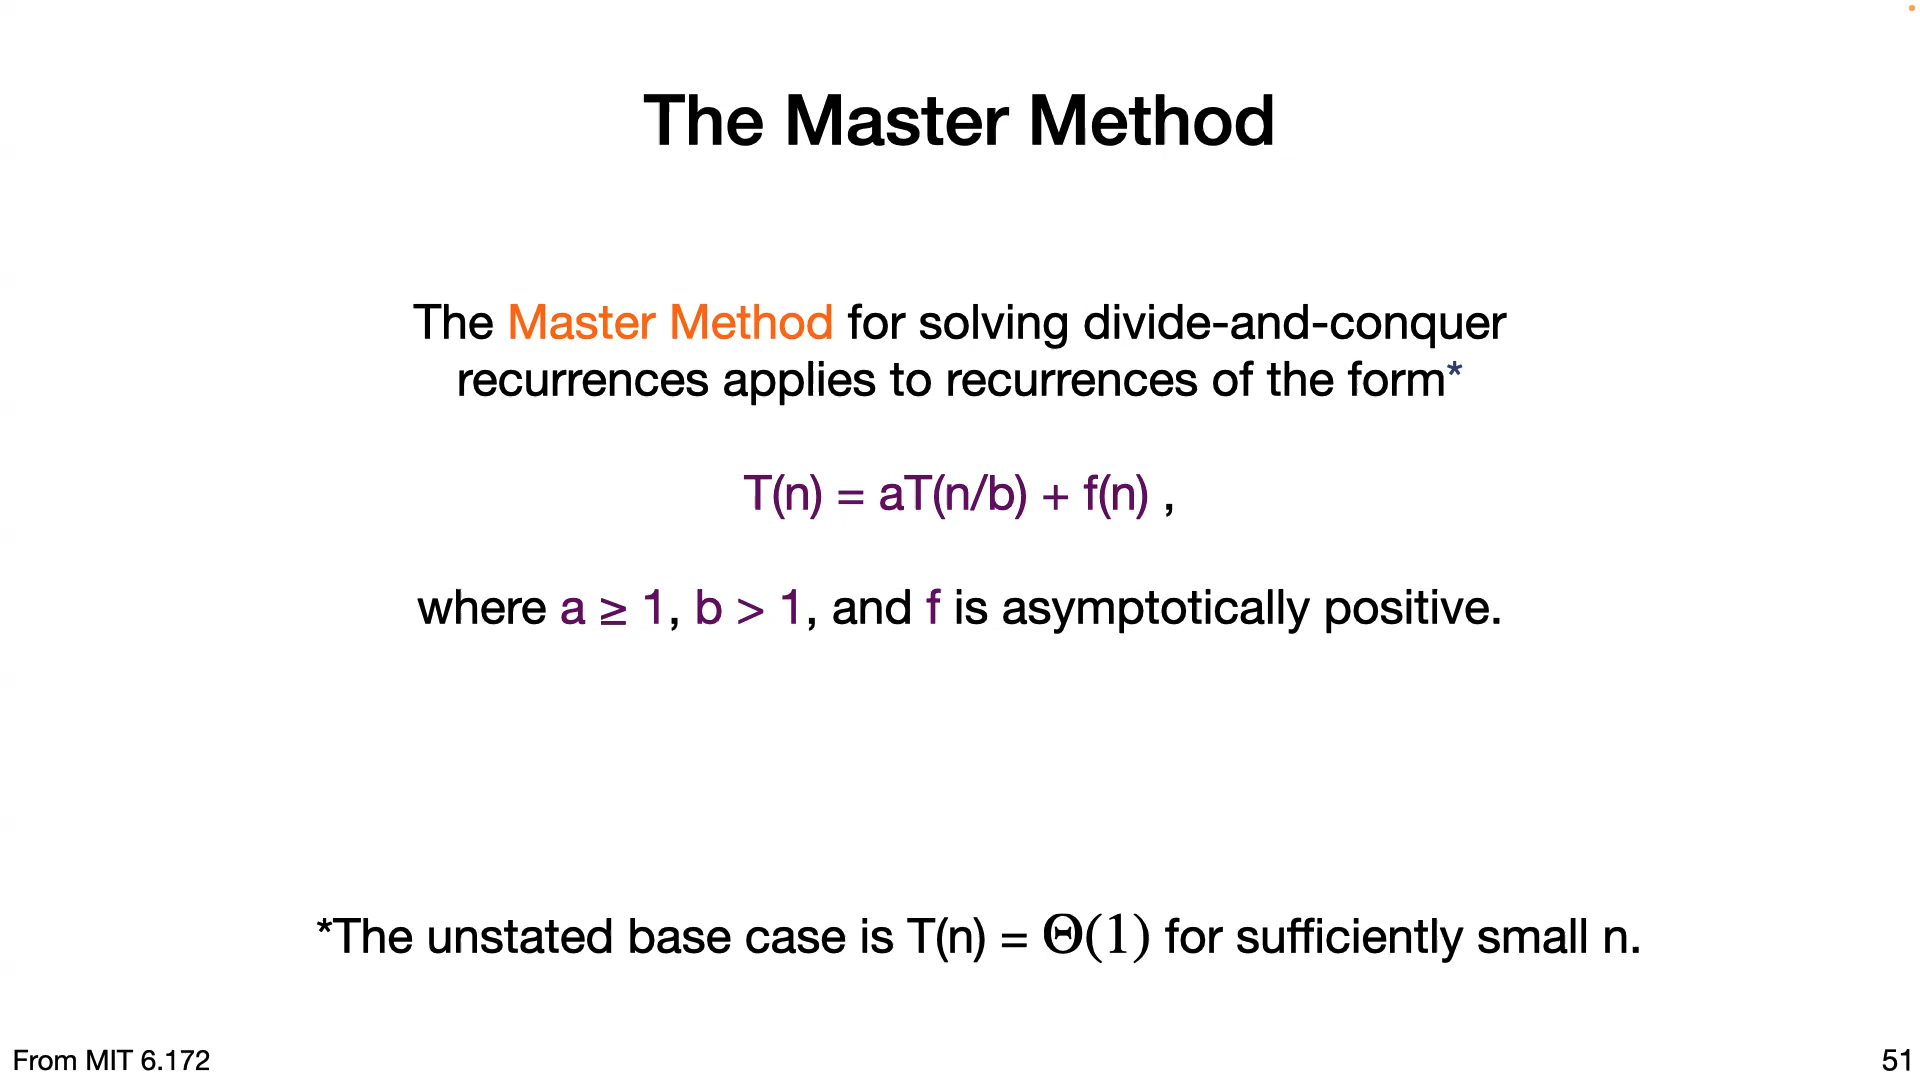 The Master Method
The Master Method for solving divide-and-conquer
recurrences applies to recurrences of the form*
T(n) = aT(n/b) + f(n) ,
where a ≥ 1, b > 1, and f is asymptotically positive.
*The unstated base case is T(n) = Θ(1) for sufficiently small n.
From MIT 6.172
51